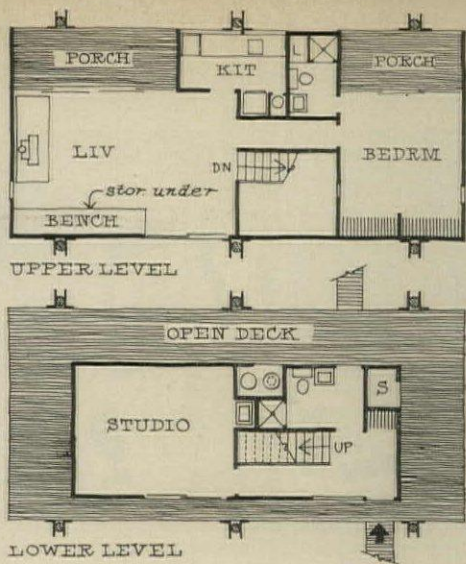 PORCH
KIT
L
PORCH
LIV
BEDRM
DN
stor under
BENCH
UPPER LEVEL
OPEN DECK
S
STUDIO
UP
LOWER LEVEL